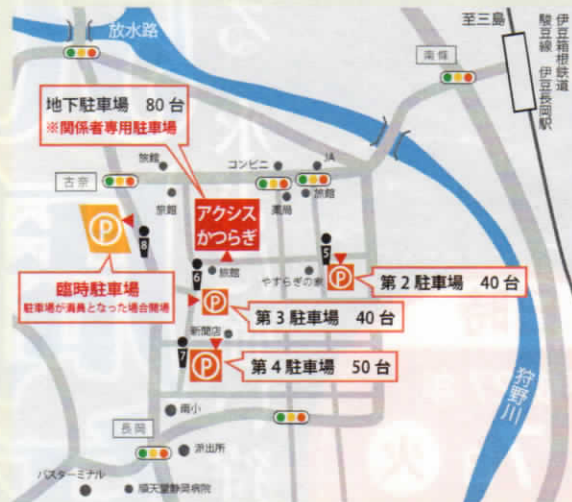 放水路
至三島
伊豆箱根鉄道
駿豆線 伊豆長岡駅
南條
地下駐車場 80台
※関係者専用駐車場
旅館
コンビニ
JA
古奈
旅館
アクシス
かつらぎ
薬局
旅館
P
8
5
6
旅館
やすらぎの家
P
第2駐車場 40台
臨時駐車場
駐車場が満員となった場合開場
P
第3駐車場 40台
新聞店
7
P
第4駐車場 50台
狩野川
南小
長岡
派出所
バスターミナル
順天堂静岡病院
火